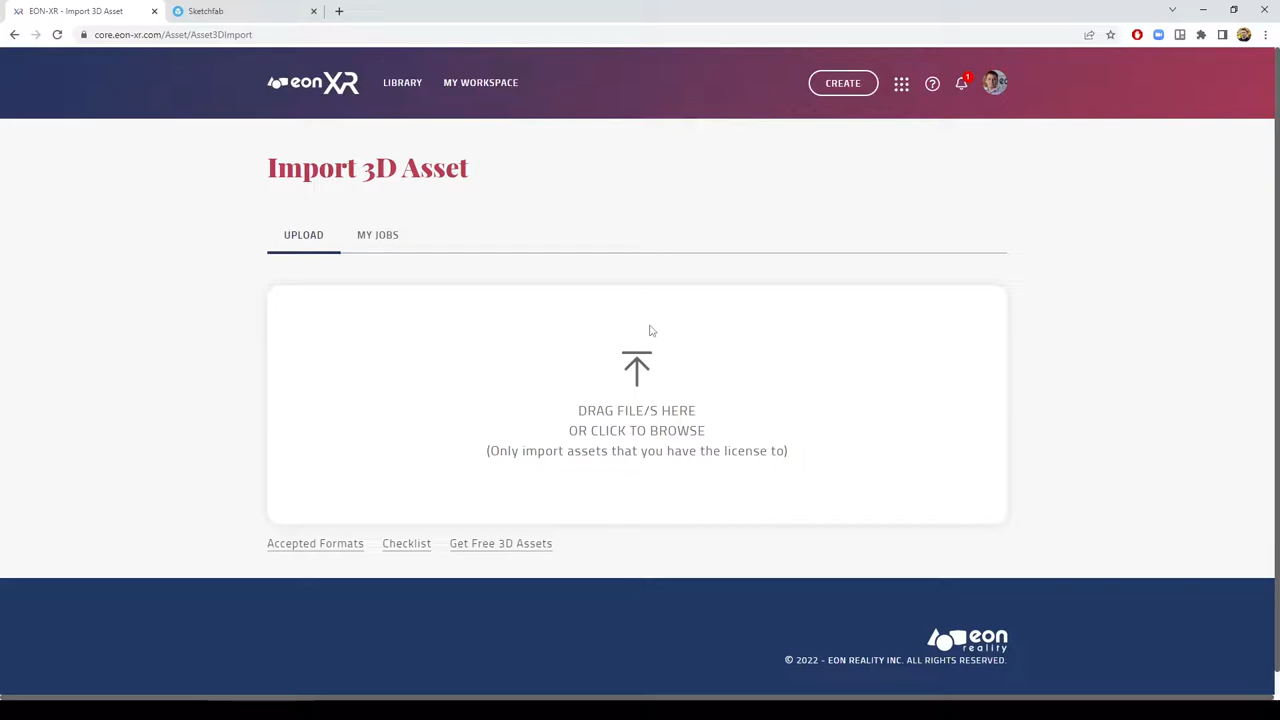 EON-XR - Import 3D Asset
Sketchfab
core.eon-xr.com/Asset/Asset3DImport
eon XR
LIBRARY
MY WORKSPACE
CREATE
1
Import 3D Asset
UPLOAD
MY JOBS
DRAG FILE/S HERE
OR CLICK TO BROWSE
(Only import assets that you have the license to)
Accepted Formats
Checklist
Get Free 3D Assets
eon
reality
© 2022 - EON REALITY INC. ALL RIGHTS RESERVED.